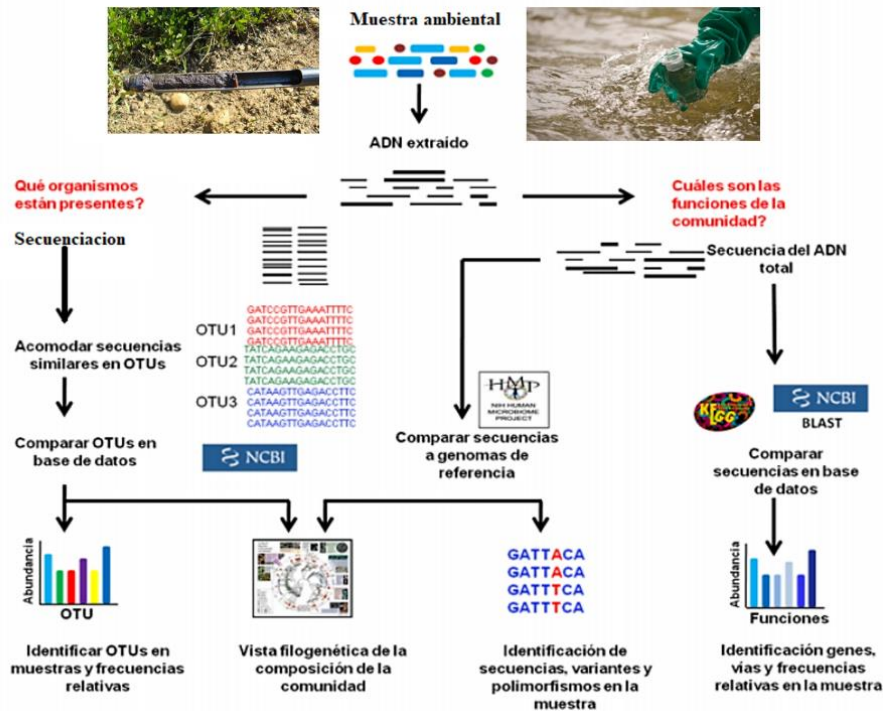 Muestra ambiental
ADN extraído
Qué organismos
están presentes?
Cuáles son las
funciones de la
comunidad?
Secuenciacion
Secuencia del ADN
total
GATCCGTTGAAATTTTC
GATCCGTTGAAATTTTC
GATCCGTTGAAATTTTC
GATCCGTTGAAATTTTC
OTU1
TATCAGAAGAGACCTGC
TATCAGAAGAGACCTGC
TATCAGAAGAGACCTGC
TATCAGAAGAGACCTGC
OTU2
CATAAGTTGAGACCTTC
CATAAGTTGAGACCTTC
CATAAGTTGAGACCTTC
CATAAGTTGAGACCTTC
OTU3
Acomodar secuencias
similares en OTUs
Comparar OTUs en
base de datos
NCBI
HMP
NIH HUMAN
MICROBIOME
PROJECT
Comparar secuencias
a genomas de
referencia
KEGG
NCBI
BLAST
Comparar
secuencias en base
de datos
Abundancia
OTU
Identificar OTUs en
muestras y frecuencias
relativas
Vista filogenética de la
composición de la
comunidad
GATTACA
GATTACA
GATTTCA
GATTTCA
Identificación de
secuencias, variantes y
polimorfismos en la
muestra
Abundancia
Funciones
Identificación genes,
vías y frecuencias
relativas en la muestra